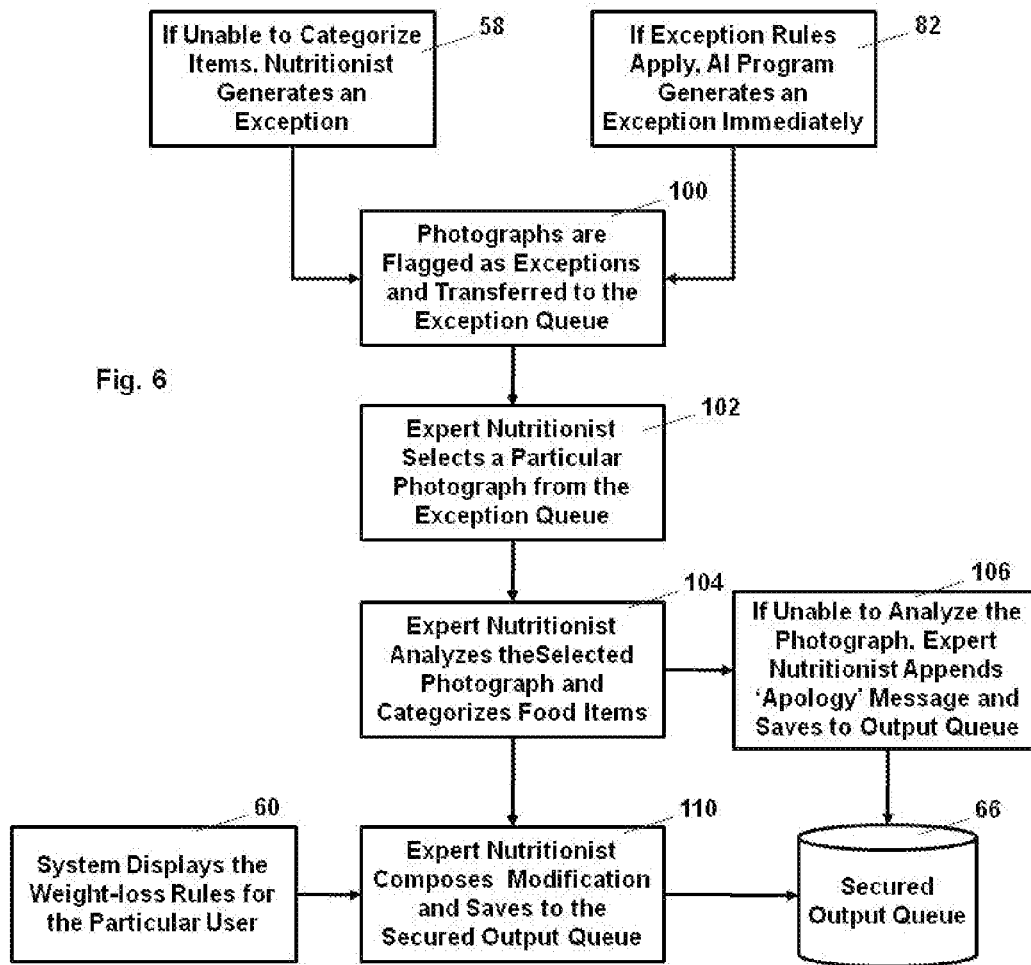 If Unable to Categorize
Items, Nutritionist
Generates an
Exception
58
If Exception Rules
Apply, AI Program
Generates an
Exception Immediately
82
100
Photographs are
Flagged as Exceptions
and Transferred to the
Exception Queue
Fig. 6
102
Expert Nutritionist
Selects a Particular
Photograph from the
Exception Queue
104
Expert Nutritionist
Analyzes theSelected
Photograph and
Categorizes Food Items
106
If Unable to Analyze the
Photograph, Expert
Nutritionist Appends
‘Apology’ Message and
Saves to Output Queue
60
System Displays the
Weight-loss Rules for
the Particular User
110
Expert Nutritionist
Composes Modification
and Saves to the
Secured Output Queue
66
Secured
Output Queue